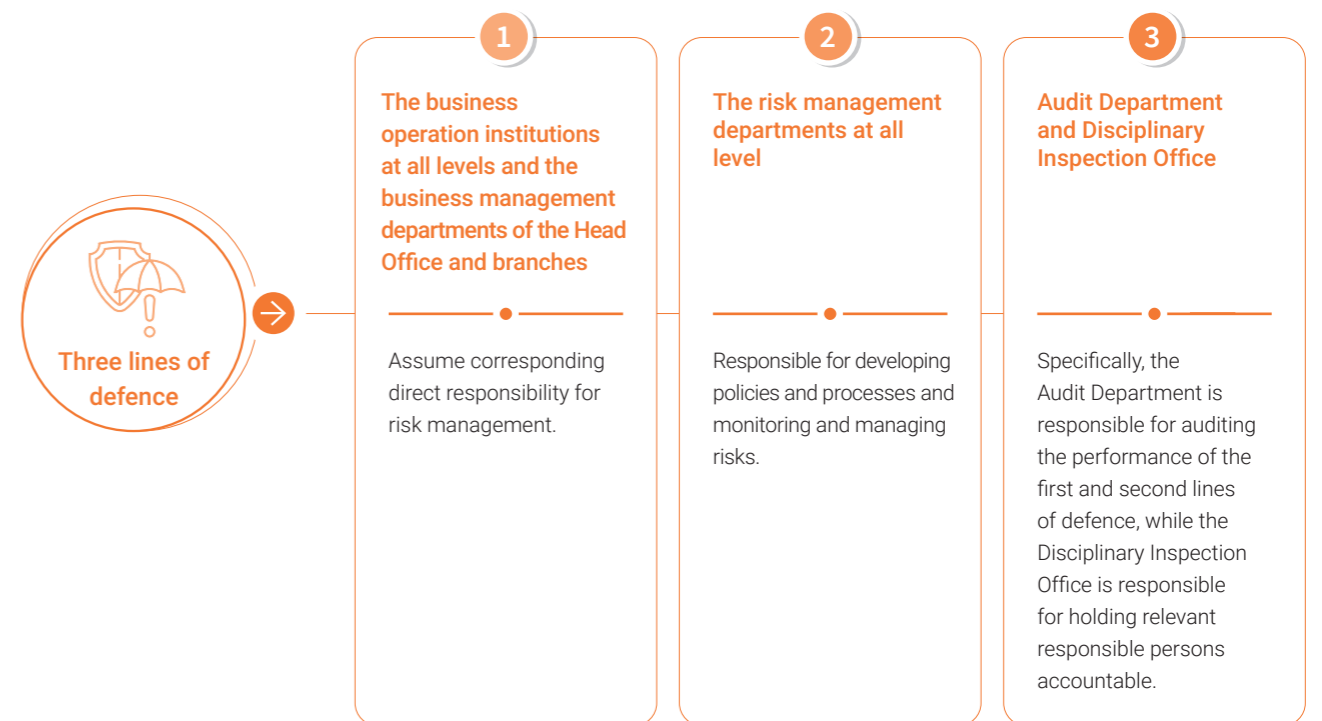 Three lines of
defence
1
The business
operation institutions
at all levels and the
business management
departments of the Head
Office and branches
Assume corresponding
direct responsibility for
risk management.
2
The risk management
departments at all
level
Responsible for developing
policies and processes and
monitoring and managing
risks.
3
Audit Department
and Disciplinary
Inspection Office
Specifically, the
Audit Department is
responsible for auditing
the performance of the
first and second lines
of defence, while the
Disciplinary Inspection
Office is responsible
for holding relevant
responsible persons
accountable.